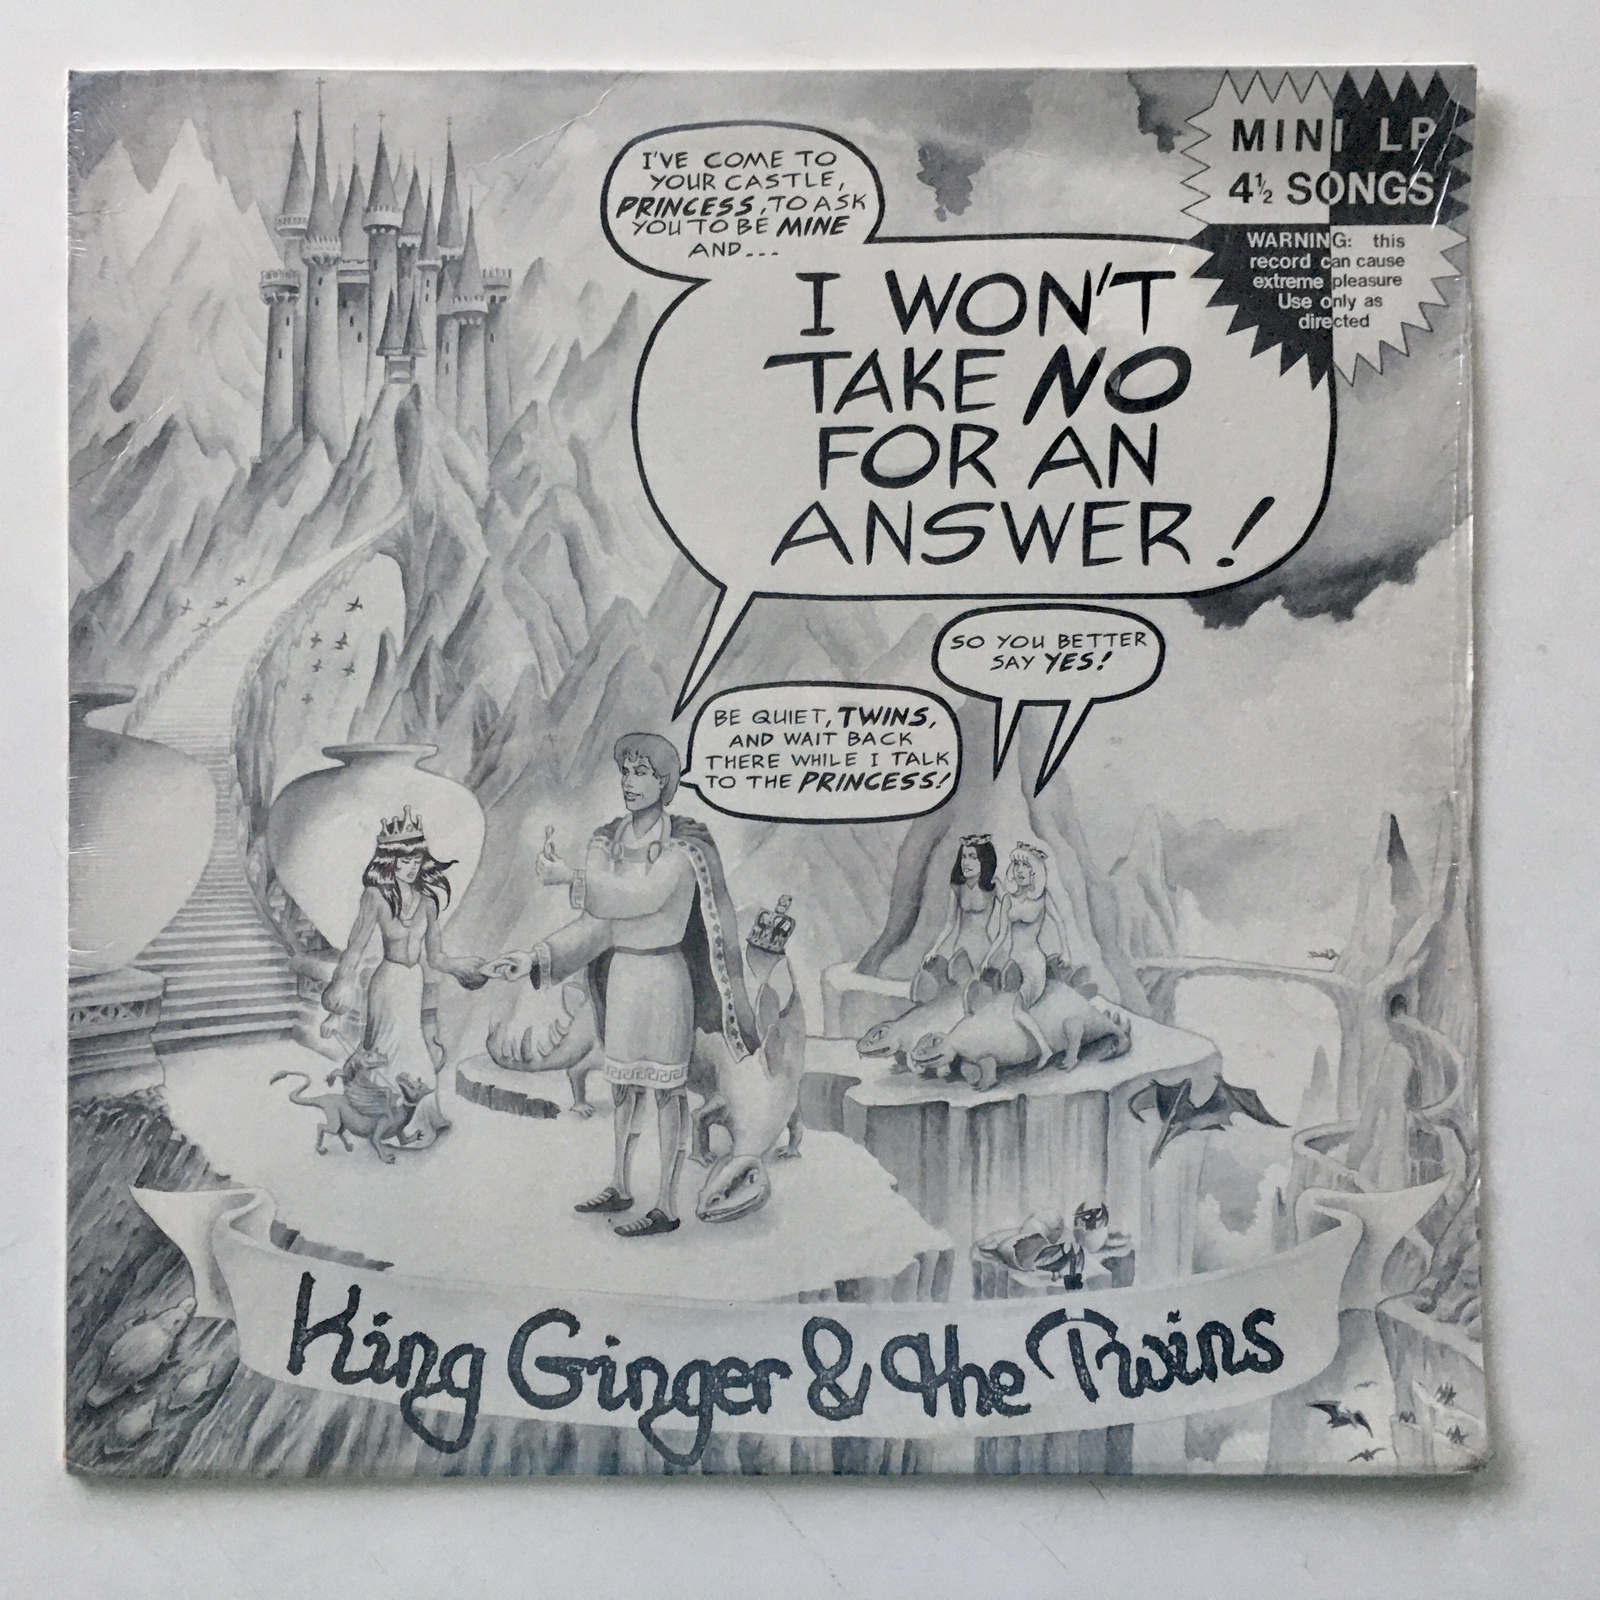 I'VE COME TO
YOUR CASTLE,
PRINCESS, TO ASK
YOU TO BE MINE
AND...
I WON'T
TAKE NO
FOR AN
ANSWER!
MINI LP
4½ SONGS
WARNING: this
record can cause
extreme pleasure
Use only as
directed
SO YOU BETTER
SAY YES!
BE QUIET, TWINS,
AND WAIT BACK
THERE WHILE I TALK
TO THE PRINCESS!
King Ginger & the Twins